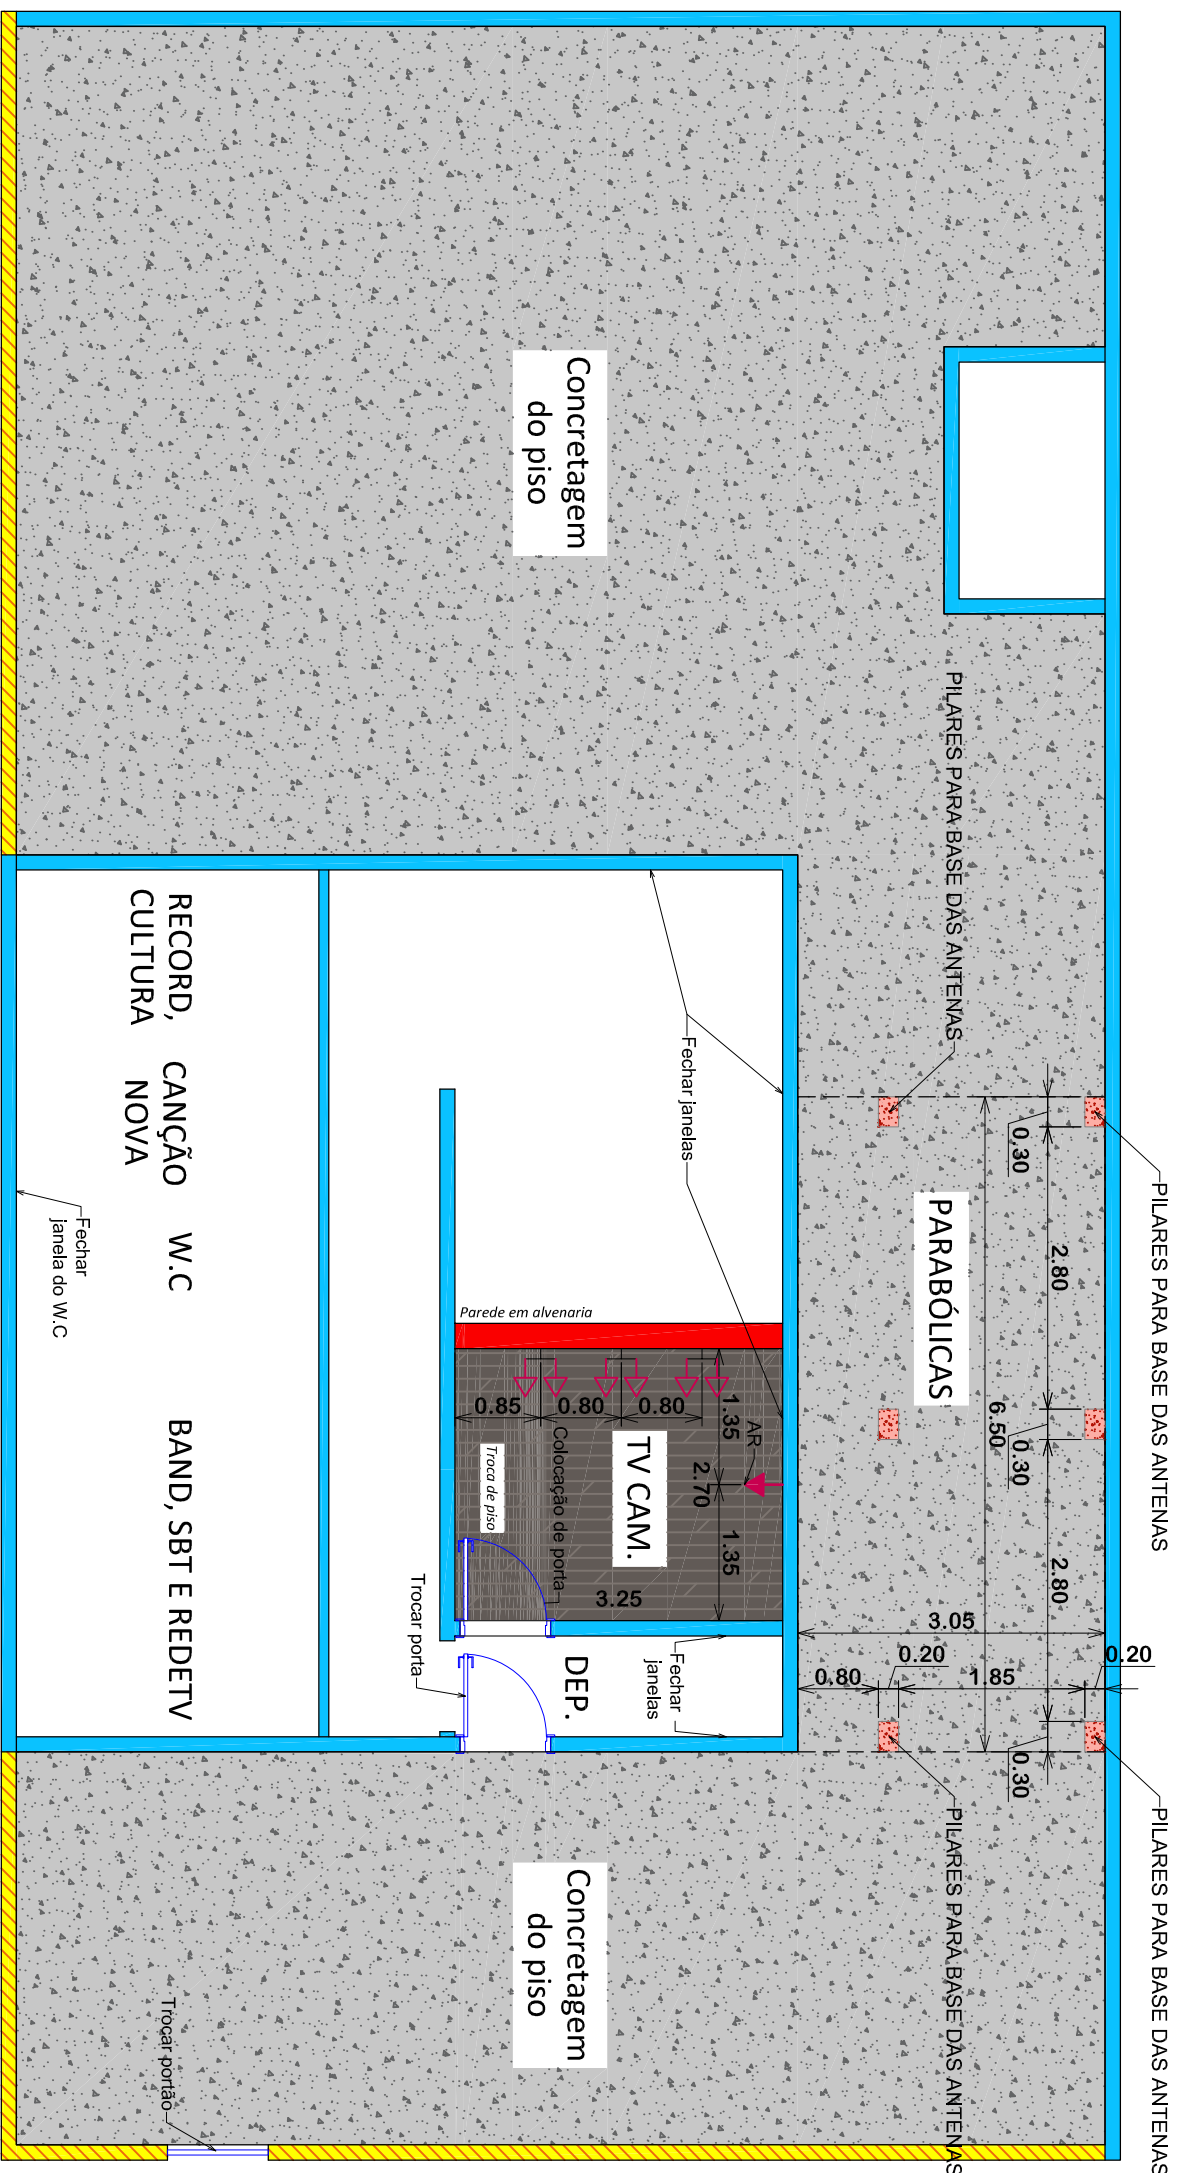 Concretagem
do piso
PILARES PARA BASE DAS ANTENAS
PILARES PARA BASE DAS ANTENAS
0.30
2.80
6.50
0.30
2.80
0.30
PARABÓLICAS
3.05
0.20
0.20
0.80
1.85
PILARES PARA BASE DAS ANTENAS
PILARES PARA BASE DAS ANTENAS
Fechar janelas
Parede em alvenaria
1.35
AR
2.70
1.35
0.85
0.80
0.80
TV CAM.
3.25
Colocação de porta
Troca de piso
Trocar porta
DEP.
Fechar
janelas
RECORD,
CULTURA
CANÇÃO
NOVA
W.C
BAND, SBT E REDETV
Fechar
janela do W.C
Concretagem
do piso
Trocar portão